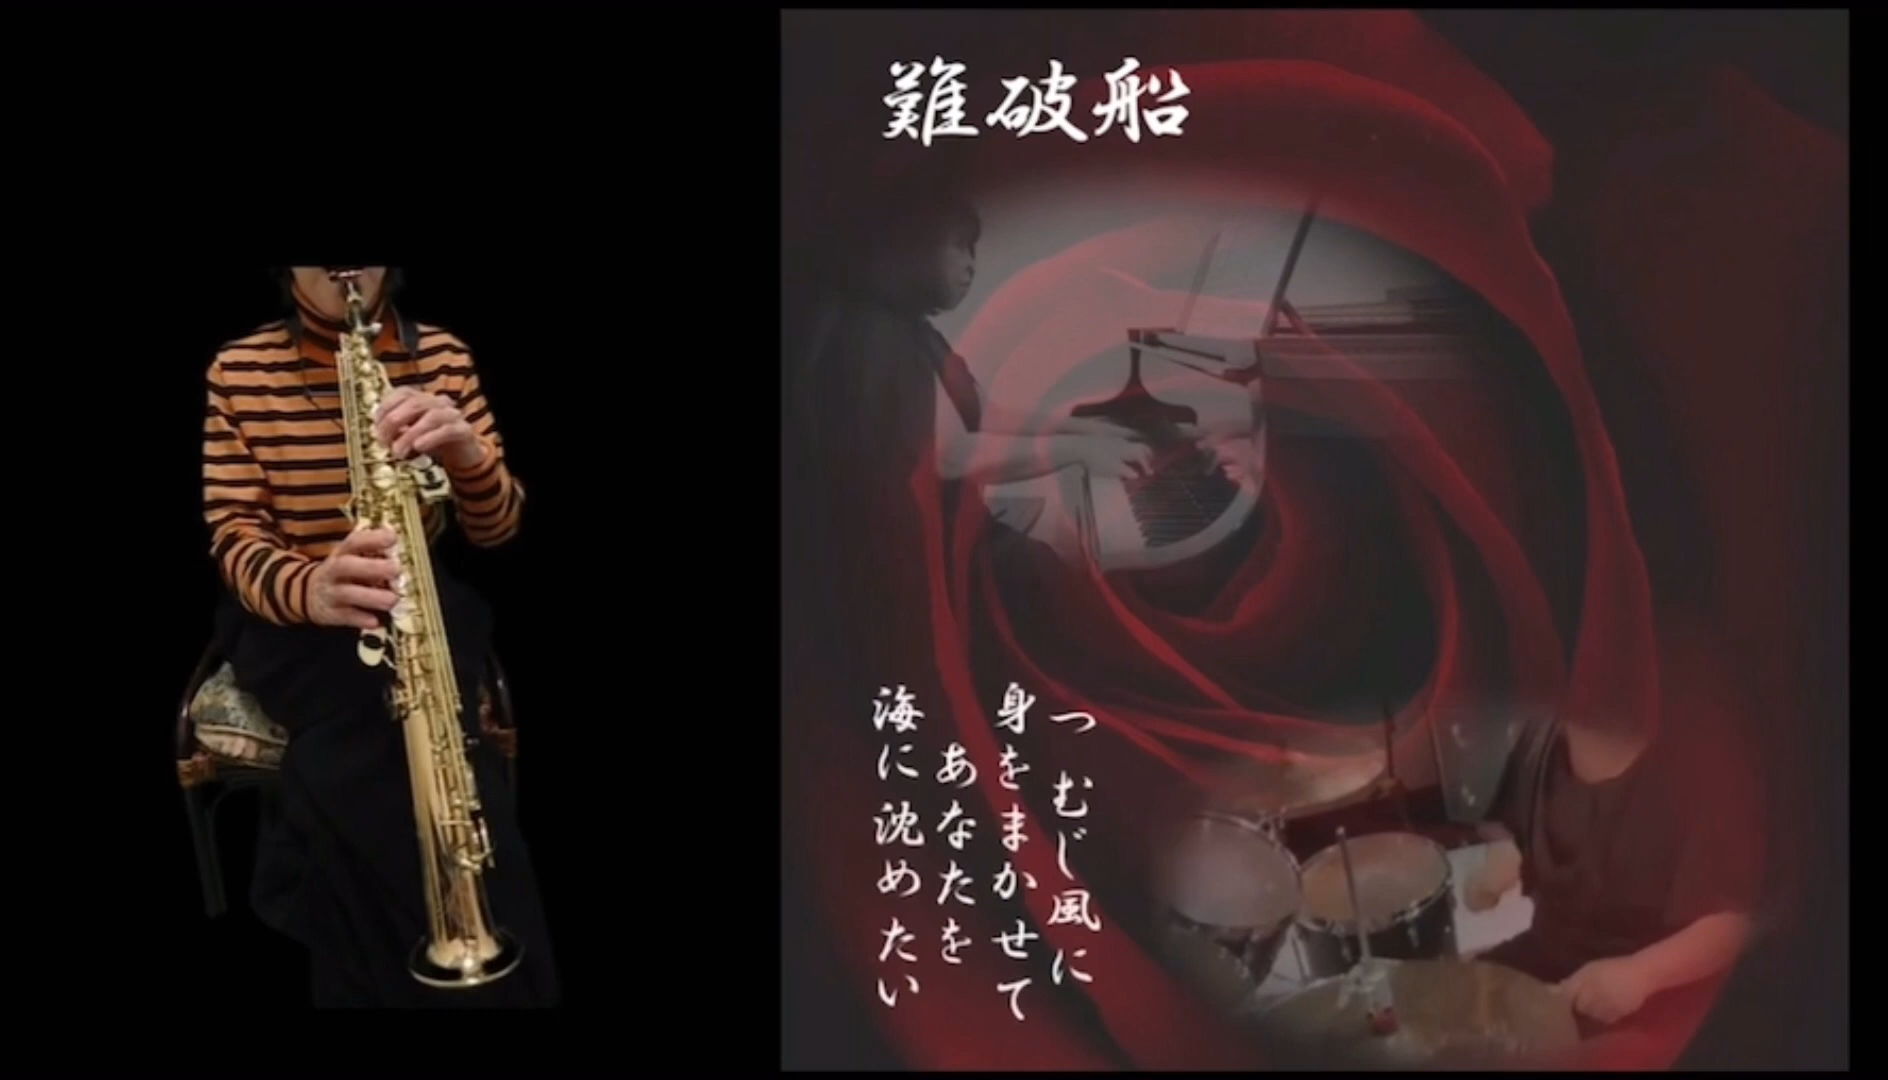 難破船
つむじ風に
身をまかせて
あなたを
海に沈めたい